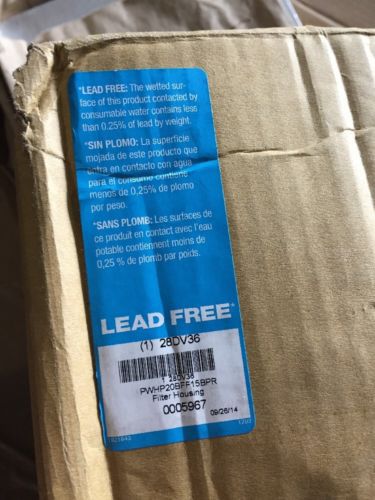 *LEAD FREE: The wetted sur-
face of this product contacted by
consumable water contains less
than 0.25% of lead by weight.
*SIN PLOMO: La superficie
mojada de este producto que
entra en contacto con agua
para el consumo contiene
menos de 0,25% de plomo
por peso.
*SANS PLOMB: Les surfaces de
ce produit en contact avec l'eau
potable contiennent moins de
0,25 % de plomb par poids.
LEAD FREE*
(1) 28DV36
1 28DV36
PWHP20BFF15BPR
Filter Housing
0005967 09/26/14
1821643